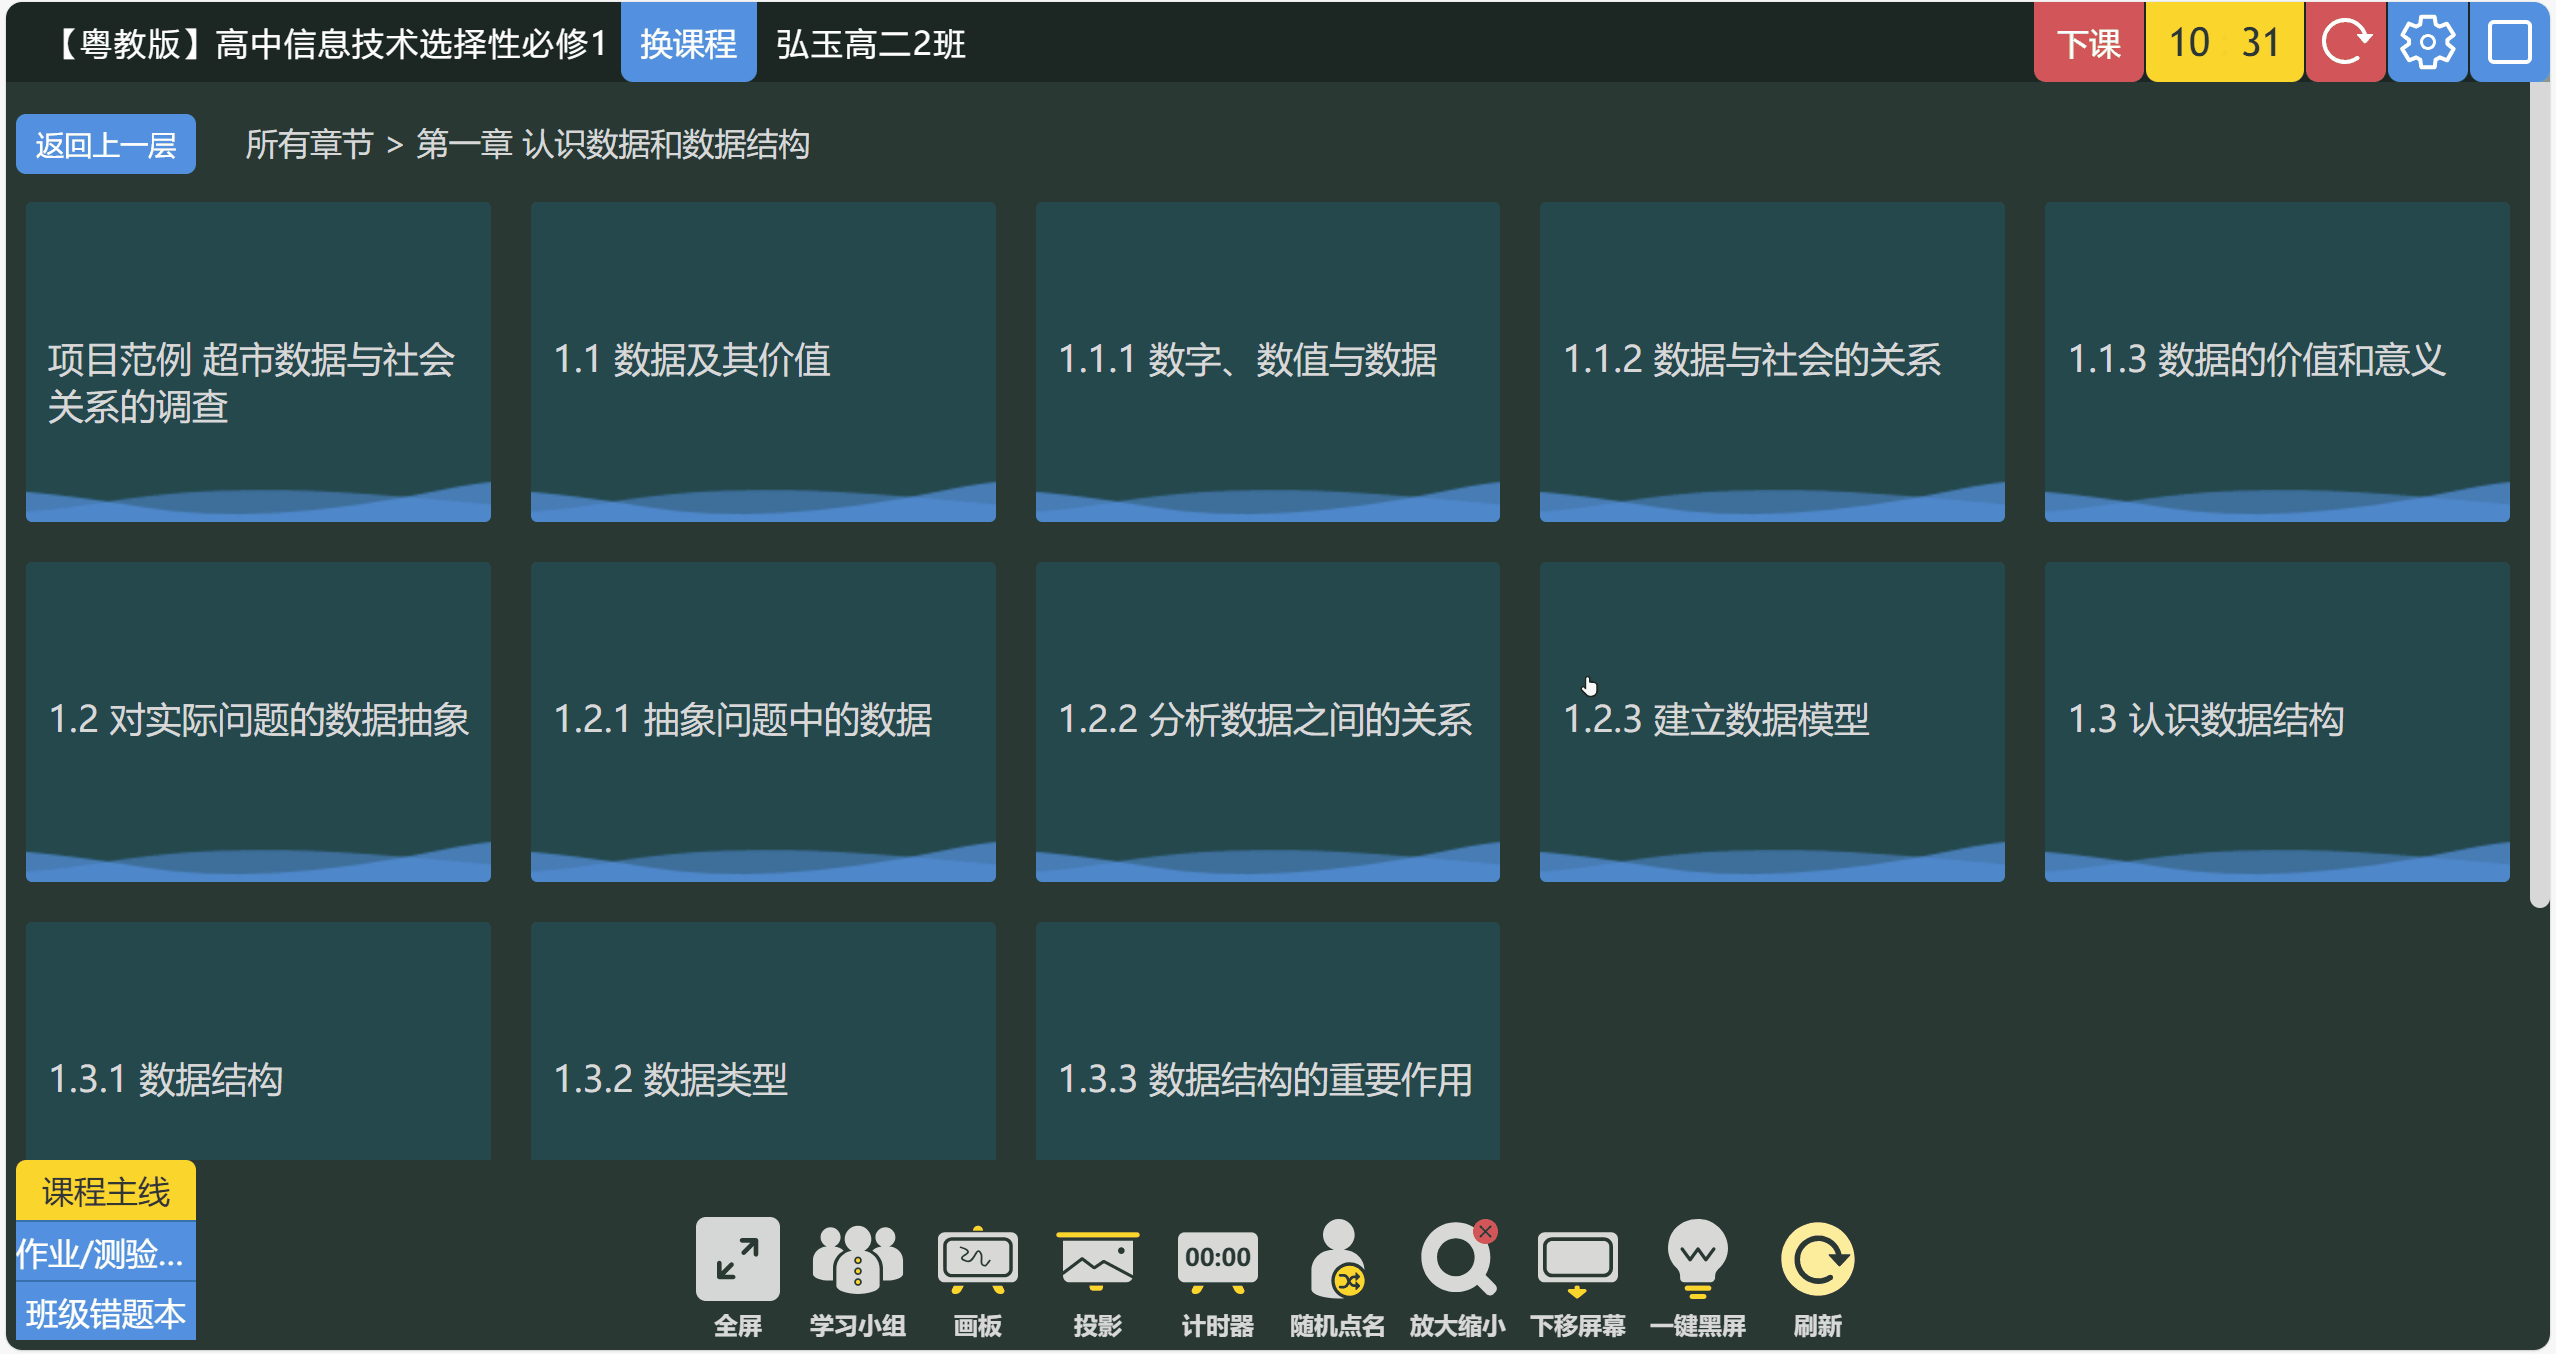 【粤教版】高中信息技术选择性必修1
换课程
弘玉高二2班
下课
10 31
返回上一层
所有章节 > 第一章 认识数据和数据结构
项目范例 超市数据与社会
关系的调查
1.1 数据及其价值
1.1.1 数字、数值与数据
1.1.2 数据与社会的关系
1.1.3 数据的价值和意义
1.2 对实际问题的数据抽象
1.2.1 抽象问题中的数据
1.2.2 分析数据之间的关系
1.2.3 建立数据模型
1.3 认识数据结构
1.3.1 数据结构
1.3.2 数据类型
1.3.3 数据结构的重要作用
课程主线
作业/测验...
班级错题本
全屏
学习小组
画板
投影
00:00
计时器
随机点名
放大缩小
下移屏幕
一键黑屏
刷新